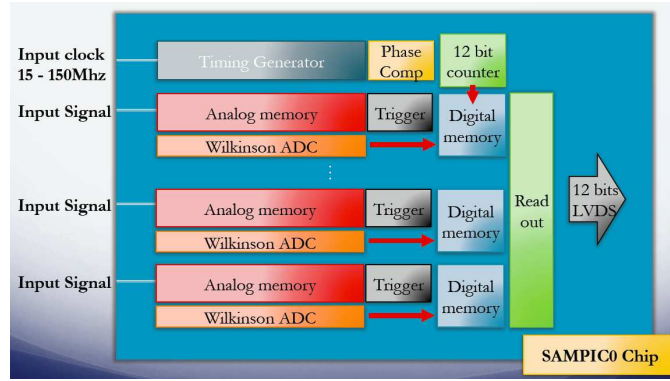 Input clock
15 - 150Mhz
Timing Generator
Phase
Comp
12 bit
counter
Input Signal
Analog memory
Trigger
Digital
memory
Wilkinson ADC
Input Signal
Analog memory
Trigger
Digital
memory
Wilkinson ADC
Read
out
12 bits
LVDS
Input Signal
Analog memory
Trigger
Digital
memory
Wilkinson ADC
SAMPIC0 Chip